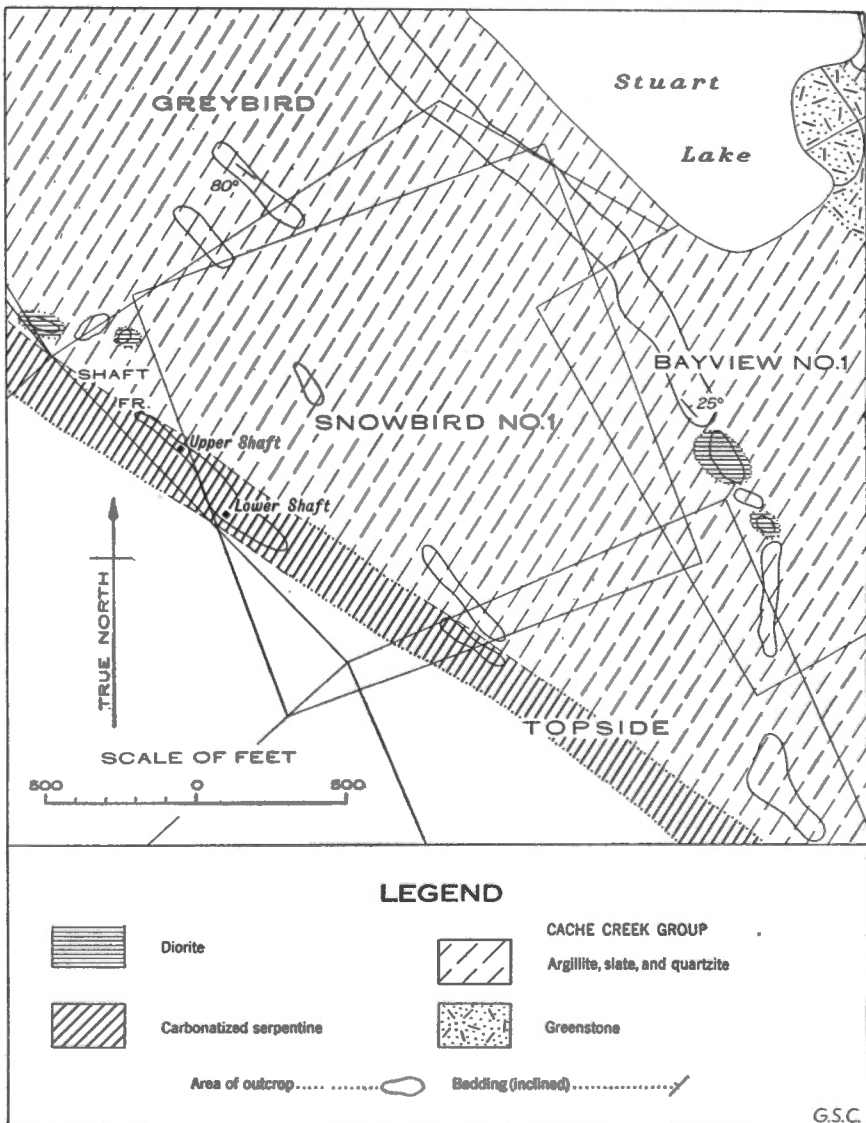 Stuart
Lake
GREYBIRD
80°
BAYVIEW NO.1
25°
SHAFT
FR.
SNOWBIRD NO.1
Upper Shaft
Lower Shaft
TRUE NORTH
TOPSIDE
SCALE OF FEET
500 0 500
LEGEND
Diorite
CACHE CREEK GROUP
Argillite, slate, and quartzite
Carbonatized serpentine
Greenstone
Area of outcrop
Bedding (inclined)
G.S.C.